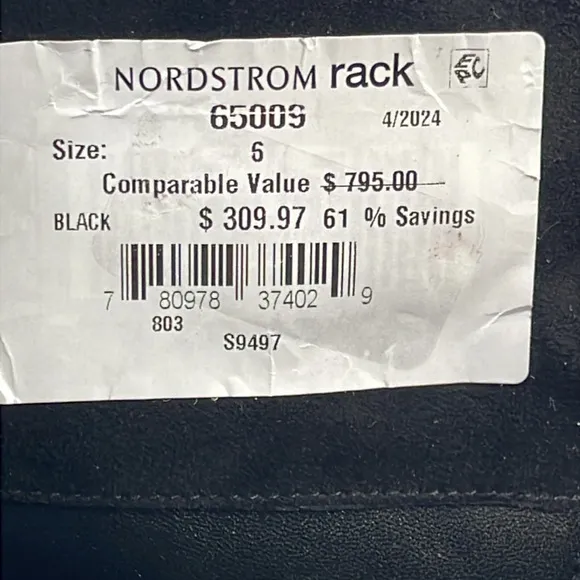 NORDSTROM rack
65009 4/2024
Size: 6
Comparable Value $ 795.00
BLACK $ 309.97 61 % Savings
7 80978 37402 9
803
S9497